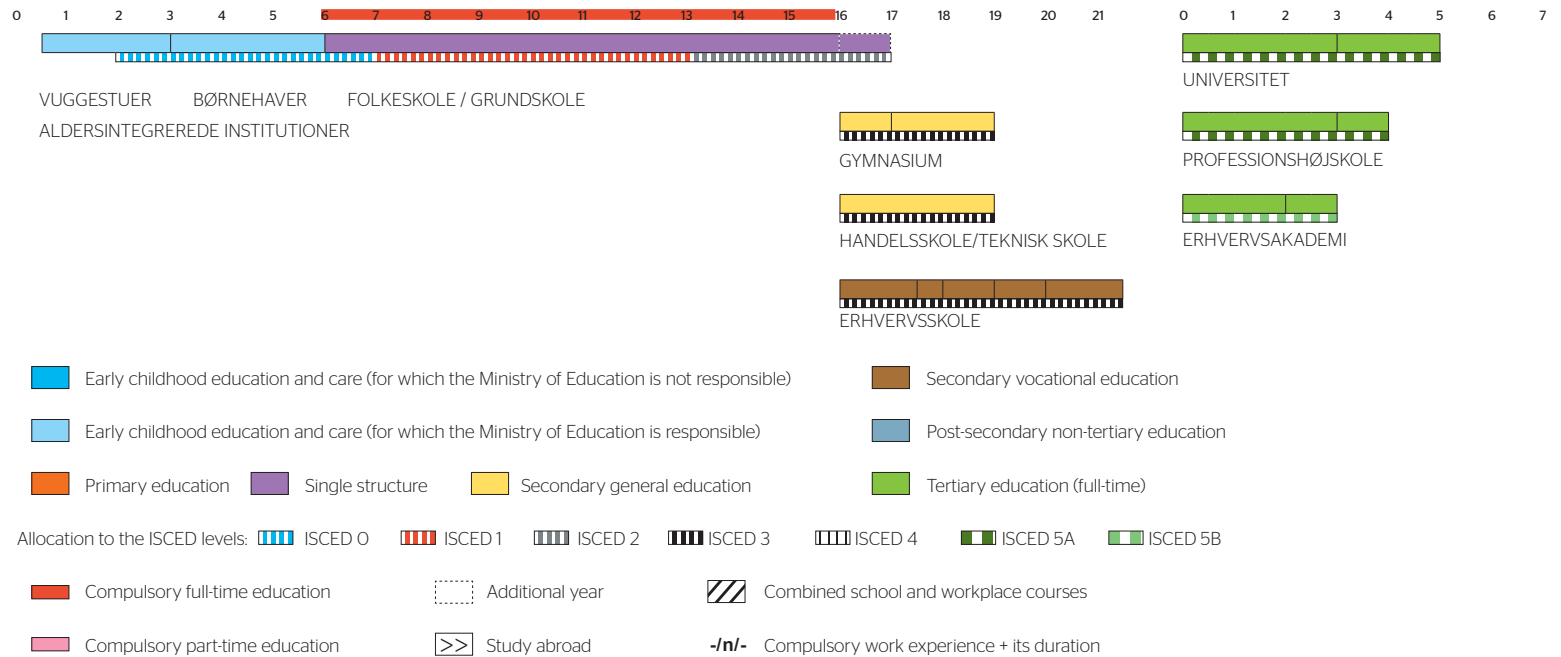 0 1 2 3 4 5 6 7 8 9 10 11 12 13 14 15 16 17 18 19 20 21 0 1 2 3 4 5 6 7
UNIVERSITET
VUGGESTUER BØRNEHAVER FOLKESKOLE / GRUNDSKOLE
ALDERSINTEGREREDE INSTITUTIONER
GYMNASIUM PROFESSIONSHØJSKOLE
HANDELSSKOLE/TEKNISK SKOLE ERHVERVSAKADEMI
ERHVERVSSKOLE
Early childhood education and care (for which the Ministry of Education is not responsible) Secondary vocational education
Early childhood education and care (for which the Ministry of Education is responsible) Post-secondary non-tertiary education
Primary education Single structure Secondary general education Tertiary education (full-time)
Allocation to the ISCED levels: ISCED 0 ISCED 1 ISCED 2 ISCED 3 ISCED 4 ISCED 5A ISCED 5B
Compulsory full-time education Additional year Combined school and workplace courses
Compulsory part-time education >> Study abroad -/n/- Compulsory work experience + its duration